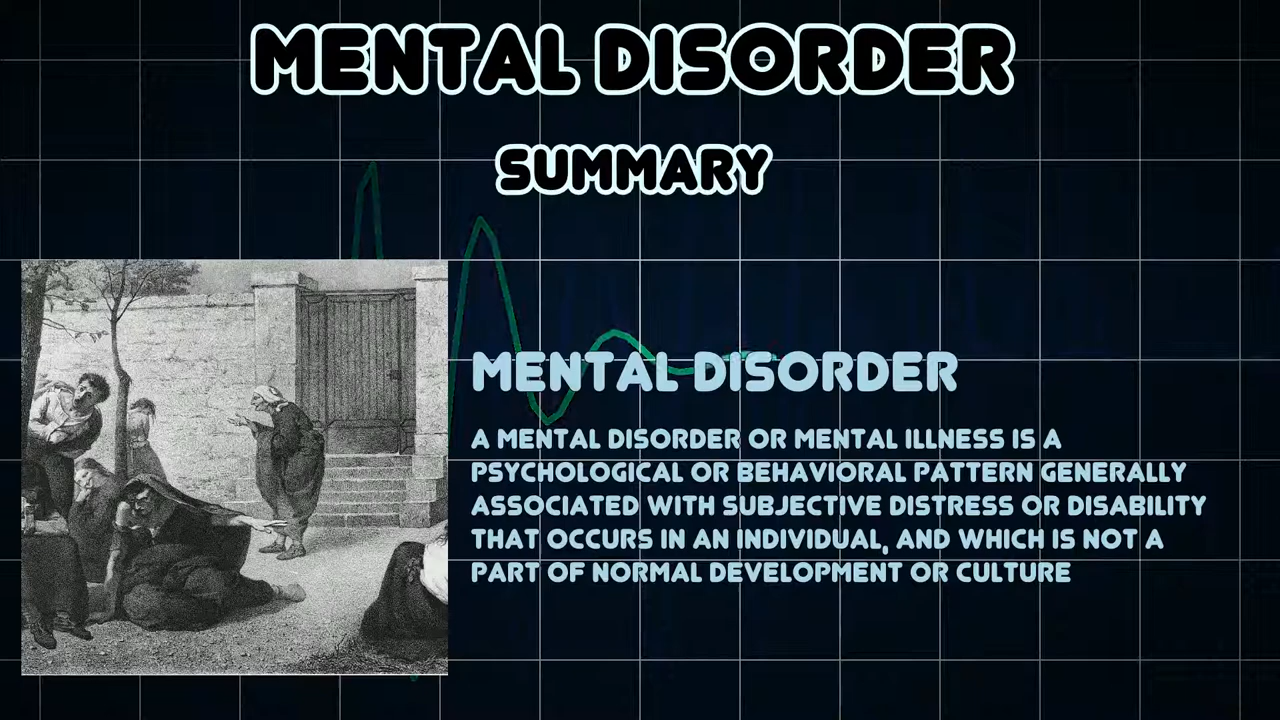 MENTAL DISORDER
SUMMARY
MENTAL DISORDER
A MENTAL DISORDER OR MENTAL ILLNESS IS A
PSYCHOLOGICAL OR BEHAVIORAL PATTERN GENERALLY
ASSOCIATED WITH SUBJECTIVE DISTRESS OR DISABILITY
THAT OCCURS IN AN INDIVIDUAL, AND WHICH IS NOT A
PART OF NORMAL DEVELOPMENT OR CULTURE